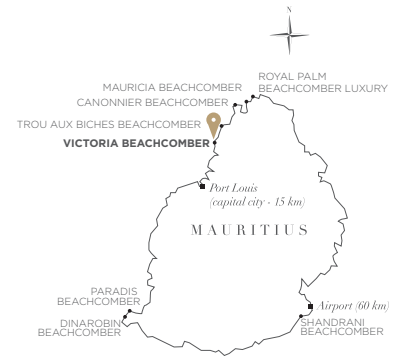 N
ROYAL PALM
BEACHCOMBER LUXURY
MAURICIA BEACHCOMBER
CANONNIER BEACHCOMBER
TROU AUX BICHES BEACHCOMBER
VICTORIA BEACHCOMBER
Port Louis
(capital city - 15 km)
MAURITIUS
PARADIS
BEACHCOMBER
Airport (60 km)
DINAROBIN
BEACHCOMBER
SHANDRANI
BEACHCOMBER